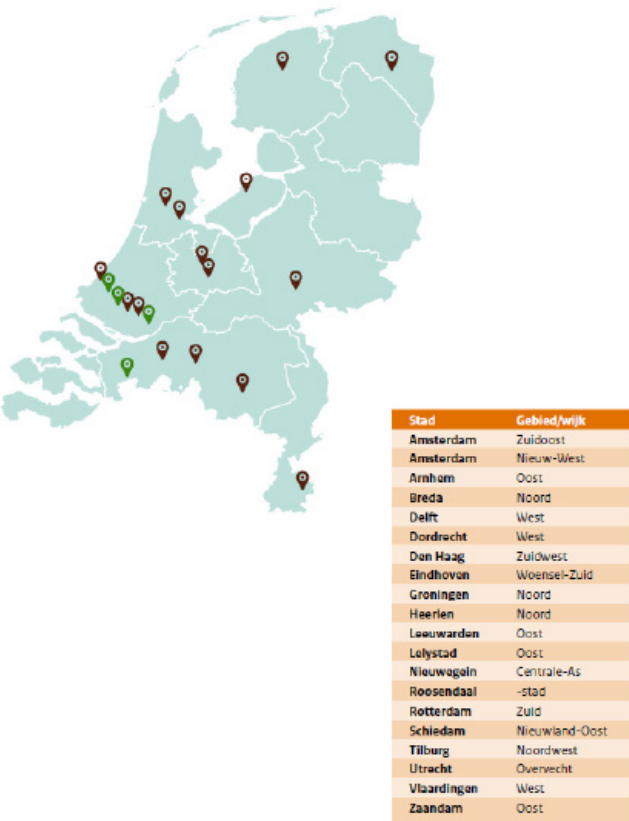 Stad Gebied/wijk
Amsterdam Zuidoost
Amsterdam Nieuw-West
Arnhem Oost
Breda Noord
Delft West
Dordrecht West
Den Haag Zuidwest
Eindhoven Woensel-Zuid
Groningen Noord
Heerlen Noord
Leeuwarden Oost
Lelystad Oost
Nieuwegein Centrale-As
Roosendaal -stad
Rotterdam Zuid
Schiedam Nieuwland-Oost
Tilburg Noordwest
Utrecht Overvecht
Vlaardingen West
Zaandam Oost